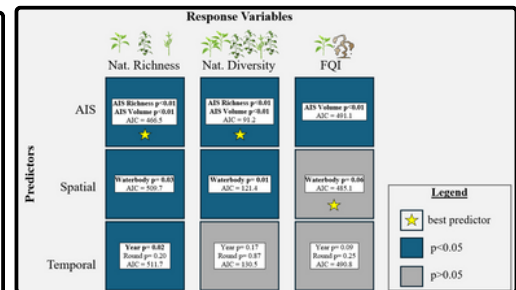 Response Variables
Nat. Richness
Nat. Diversity
FQI
Predictors
AIS
AIS Richness p<0.01
AIS Volume p<0.01
AIC = 466.5
AIS Richness p<0.01
AIS Volume p<0.01
AIC = 91.2
AIS Volume p<0.01
AIC = 491.1
Spatial
Waterbody p= 0.03
AIC = 509.7
Waterbody p= 0.01
AIC = 121.4
Waterbody p= 0.06
AIC = 485.1
Temporal
Year p= 0.02
Round p= 0.20
AIC = 511.7
Year p= 0.17
Round p= 0.87
AIC = 130.5
Year p= 0.09
Round p= 0.25
AIC = 490.8
Legend
best predictor
p<0.05
p>0.05